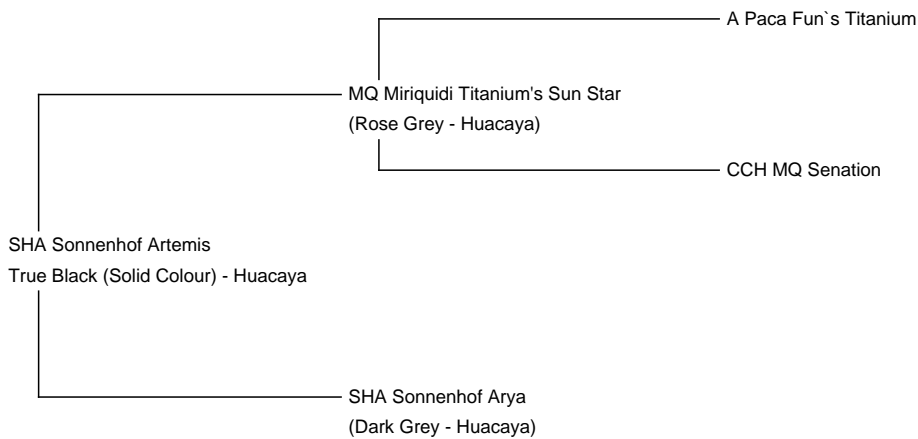 A Paca Fun`s Titanium
MQ Miriquidi Titanium's Sun Star
(Rose Grey - Huacaya)
CCH MQ Senation
SHA Sonnenhof Artemis
True Black (Solid Colour) - Huacaya
SHA Sonnenhof Arya
(Dark Grey - Huacaya)